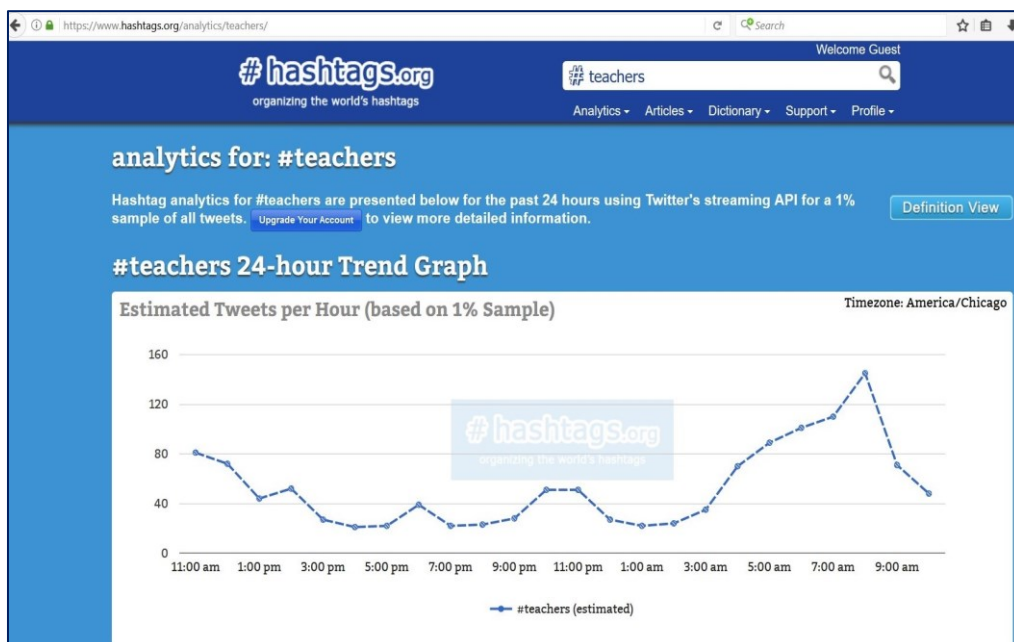 https://www.hashtags.org/analytics/teachers/
Search
Welcome Guest
# hashtags.org
organizing the world's hashtags
# teachers
Analytics Articles Dictionary Support Profile
analytics for: #teachers
Hashtag analytics for #teachers are presented below for the past 24 hours using Twitter's streaming API for a 1%
sample of all tweets. Upgrade Your Account to view more detailed information.
Definition View
#teachers 24-hour Trend Graph
Estimated Tweets per Hour (based on 1% Sample)
Timezone: America/Chicago
160
120
80
40
0
# hashtags.org
organizing the world's hashtags
11:00 am 1:00 pm 3:00 pm 5:00 pm 7:00 pm 9:00 pm 11:00 pm 1:00 am 3:00 am 5:00 am 7:00 am 9:00 am
#teachers (estimated)